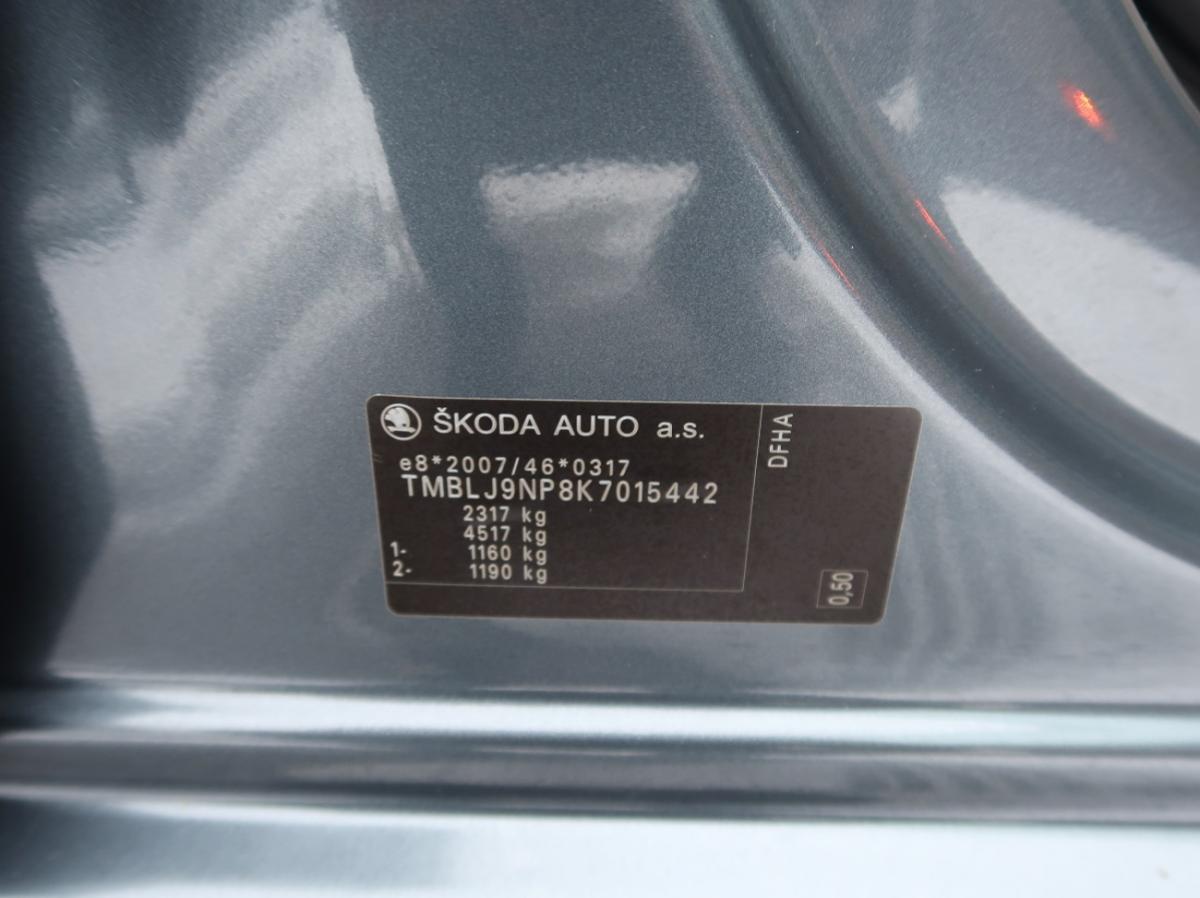 ŠKODA AUTO a.s.
e8*2007/46*0317
TMBLJ9NP8K7015442
2317 kg
4517 kg
1- 1160 kg
2- 1190 kg
DFHA
0,50